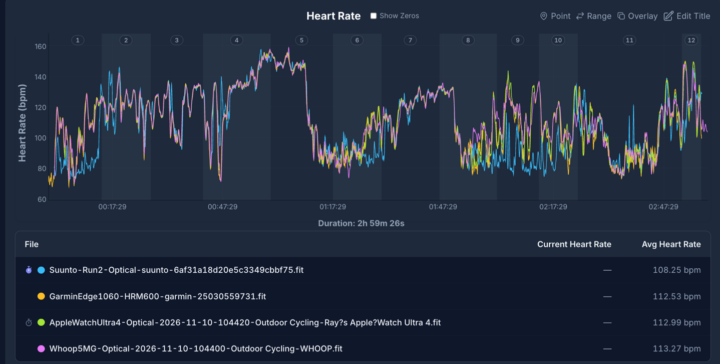 Heart Rate Show Zeros Point Range Overlay Edit Title
1 2 3 4 5 6 7 8 9 10 11 12
Heart Rate (bpm)
160
140
120
100
80
60
00:17:29 00:47:29 01:17:29 01:47:29 02:17:29 02:47:29
Duration: 2h 59m 26s
File Current Heart Rate Avg Heart Rate
Suunto-Run2-Optical-suunto-6af31a18d20e5c3349cbbf75.fit — 108.25 bpm
GarminEdge1060-HRM600-garmin-25030559731.fit — 112.53 bpm
AppleWatchUltra4-Optical-2026-11-10-104420-Outdoor Cycling-Ray?s Apple?Watch Ultra 4.fit — 112.99 bpm
Whoop5MG-Optical-2026-11-10-104400-Outdoor Cycling-WHOOP.fit — 113.27 bpm